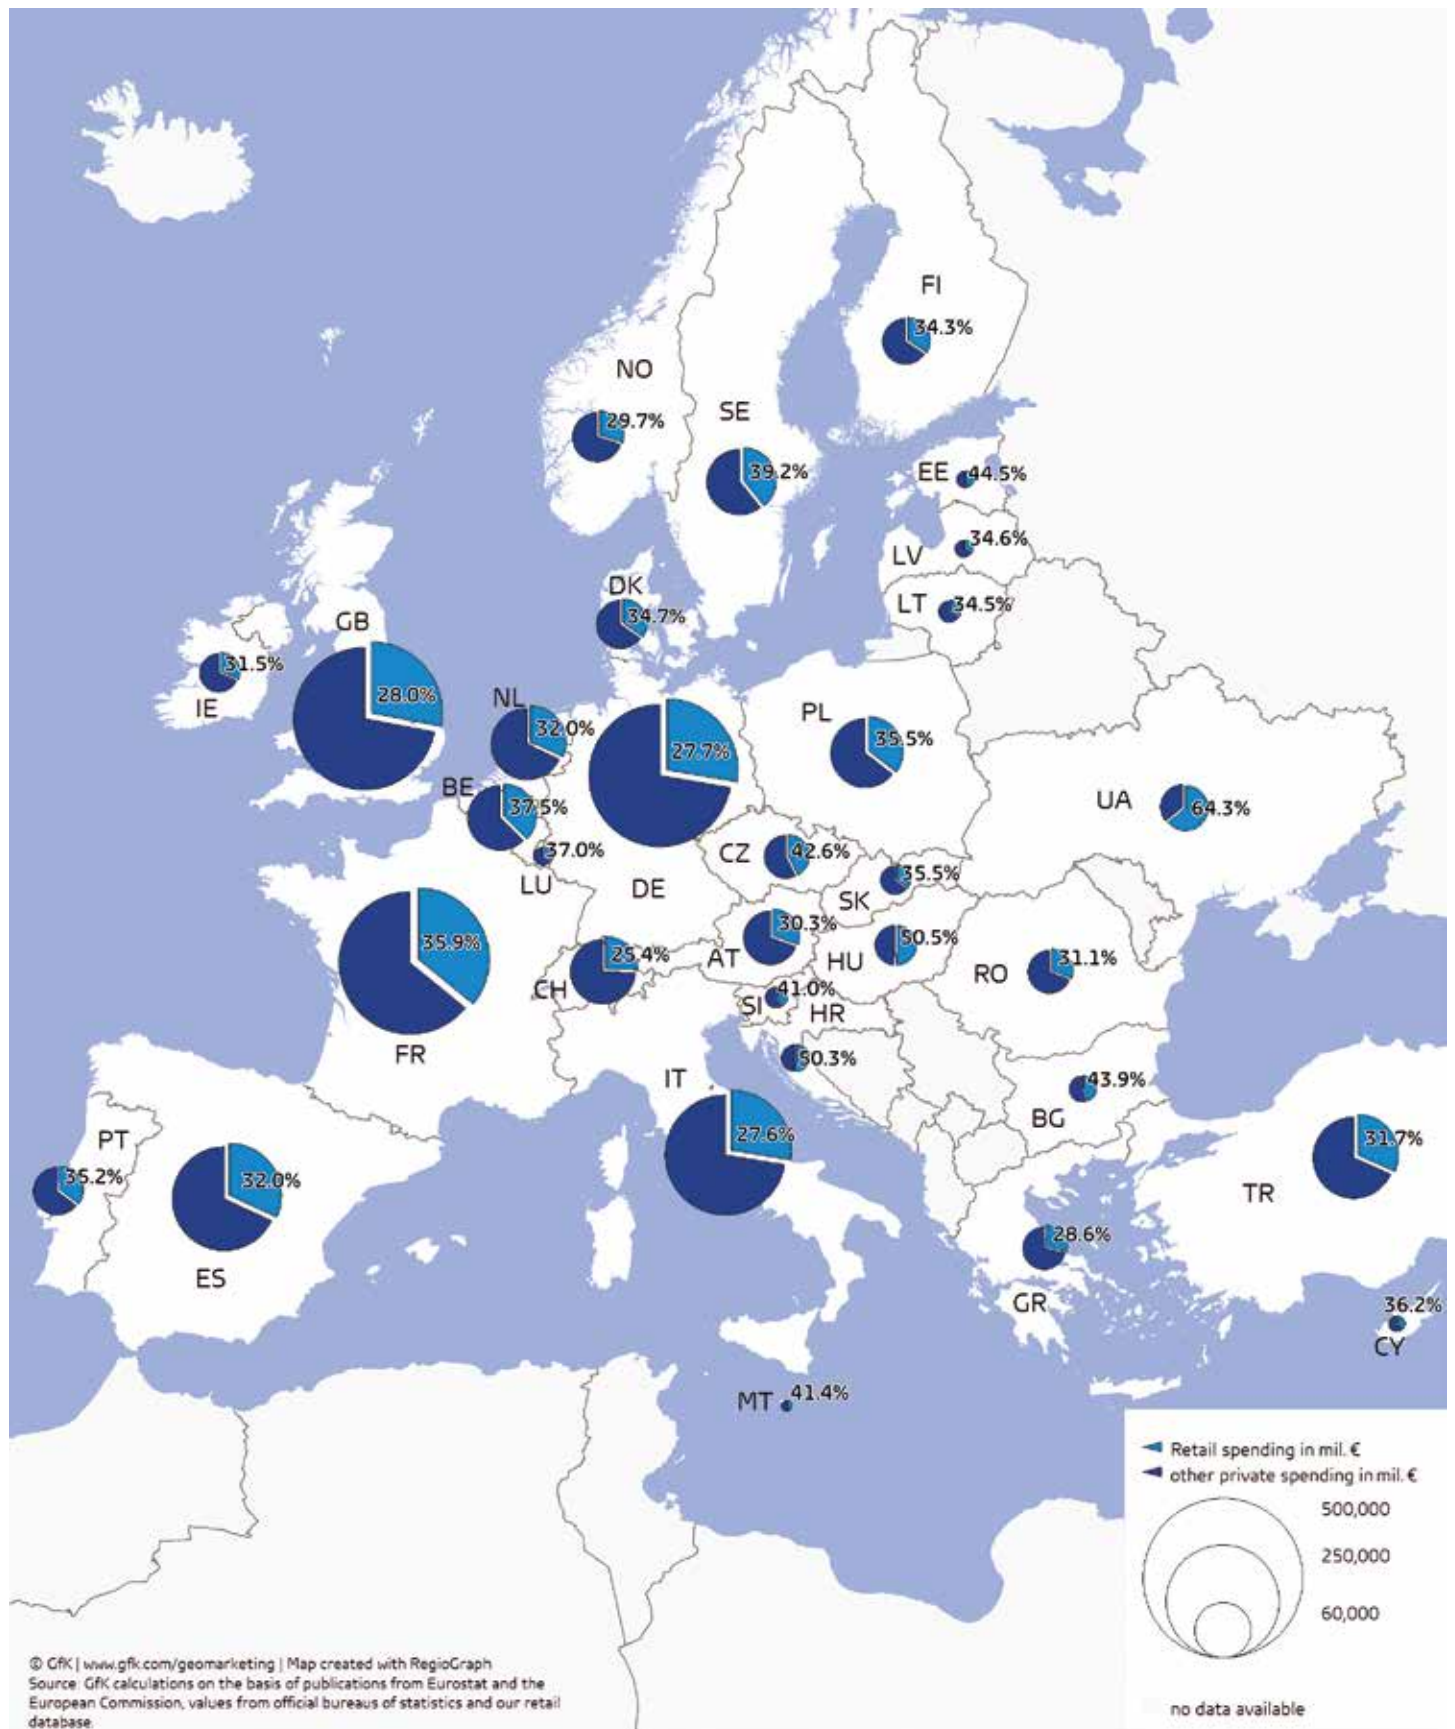 FI
34.3%
NO
29.7%
SE
39.2%
EE
44.5%
LV
34.6%
LT
34.5%
DK
34.7%
GB
28.0%
IE
31.5%
NL
32.0%
27.7%
DE
PL
35.5%
BE
37.5%
LU
37.0%
UA
64.3%
CZ
42.6%
SK
35.5%
AT
30.3%
HU
50.5%
CH
25.4%
RO
31.1%
SI
41.0%
HR
50.3%
35.9%
FR
IT
27.6%
BG
43.9%
PT
35.2%
32.0%
ES
TR
31.7%
28.6%
GR
36.2%
CY
MT
41.4%
Retail spending in mil. €
other private spending in mil. €
500,000
250,000
60,000
no data available
© GfK | www.gfk.com/geomarketing | Map created with RegioGraph
Source: GfK calculations on the basis of publications from Eurostat and the
European Commission, values from official bureaus of statistics and our retail
database.